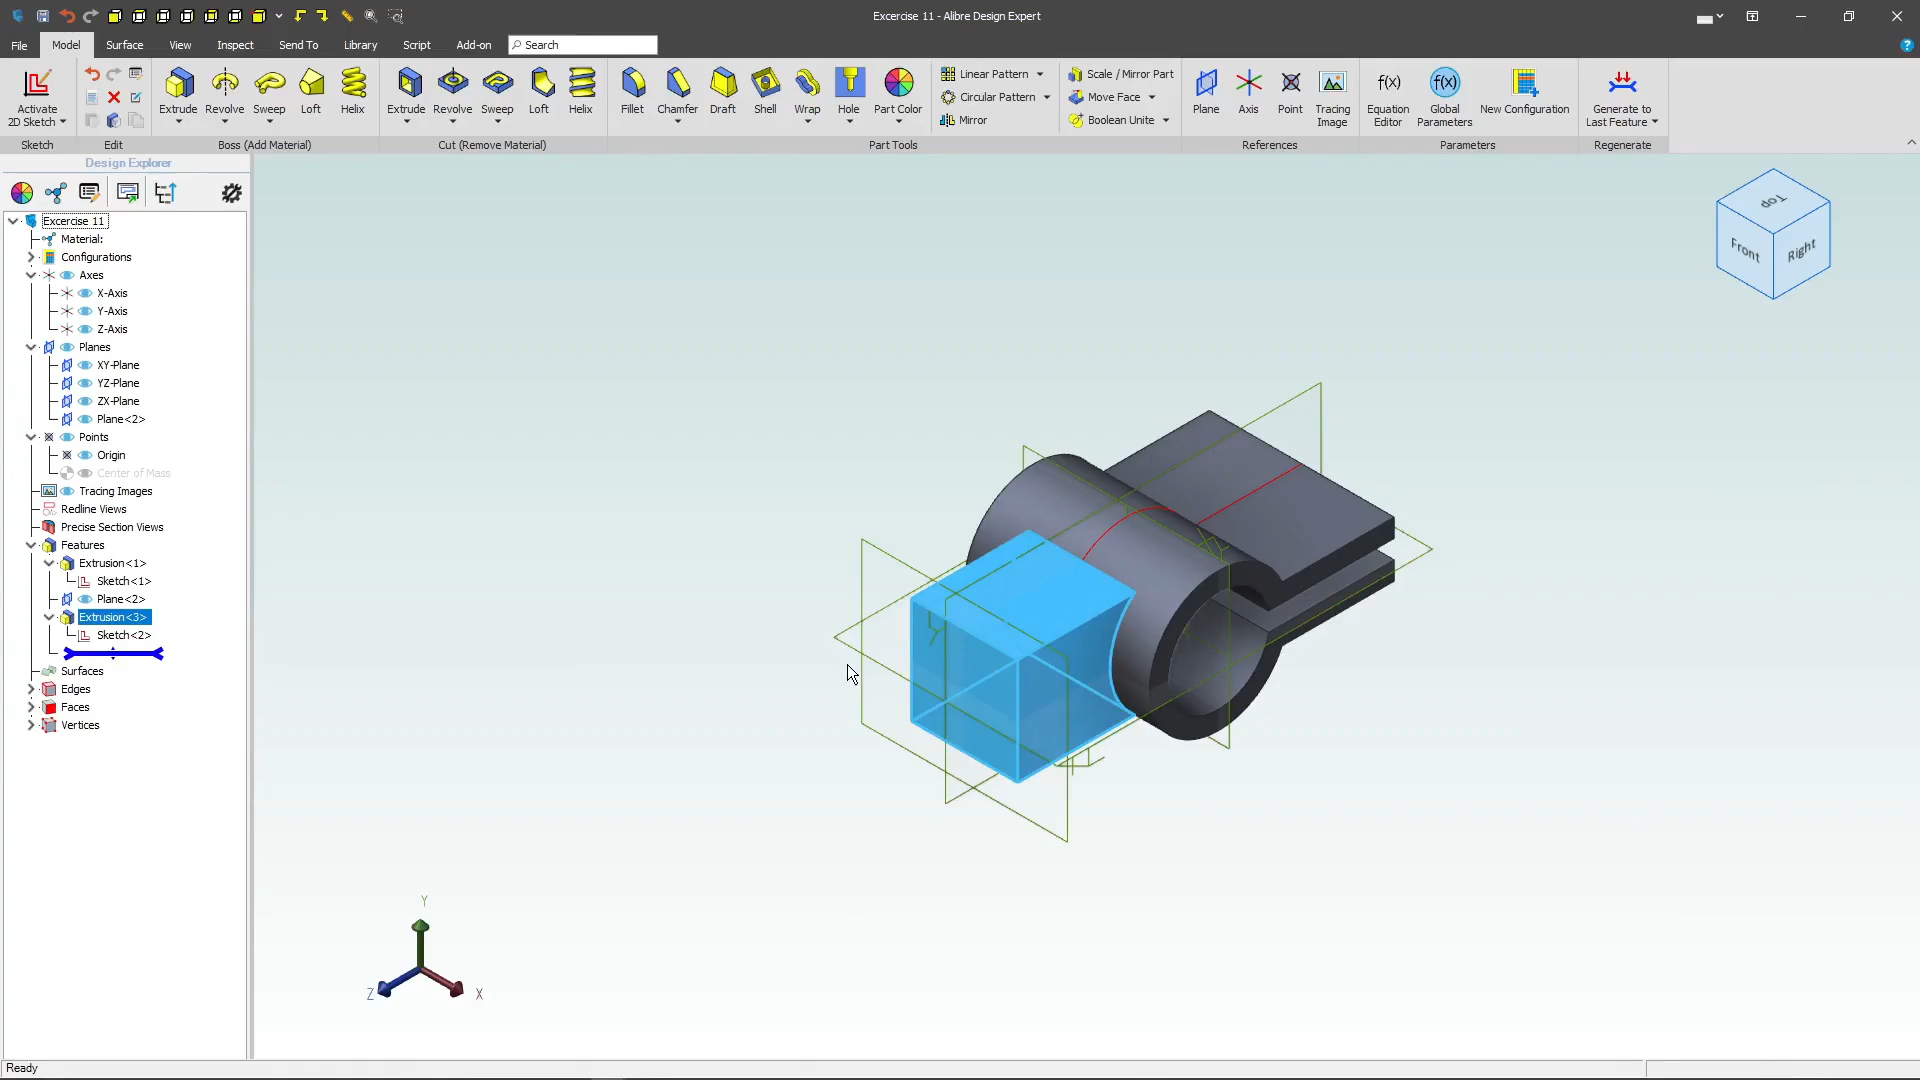 Excercise 11 - Alibre Design Expert
File Model Surface View Inspect Send To Library Script Add-on Search
Activate
2D Sketch
Sketch
Edit
Extrude Revolve Sweep Loft Helix
Boss (Add Material)
Extrude Revolve Sweep Loft Helix
Cut (Remove Material)
Fillet Chamfer Draft Shell Wrap Hole Part Color
Linear Pattern
Circular Pattern
Mirror
Scale / Mirror Part
Move Face
Boolean Unite
Part Tools
Plane Axis Point Tracing
Image
References
f(x) f(x)
Equation
Editor
Global
Parameters
New Configuration
Parameters
Generate to
Last Feature
Regenerate
Design Explorer
Excercise 11
Material:
Configurations
Axes
X-Axis
Y-Axis
Z-Axis
Planes
XY-Plane
YZ-Plane
ZX-Plane
Plane<2>
Points
Origin
Center of Mass
Tracing Images
Redline Views
Precise Section Views
Features
Extrusion<1>
Sketch<1>
Plane<2>
Extrusion<3>
Sketch<2>
Surfaces
Edges
Faces
Vertices
Top
Front
Right
Y
Z
X
Ready